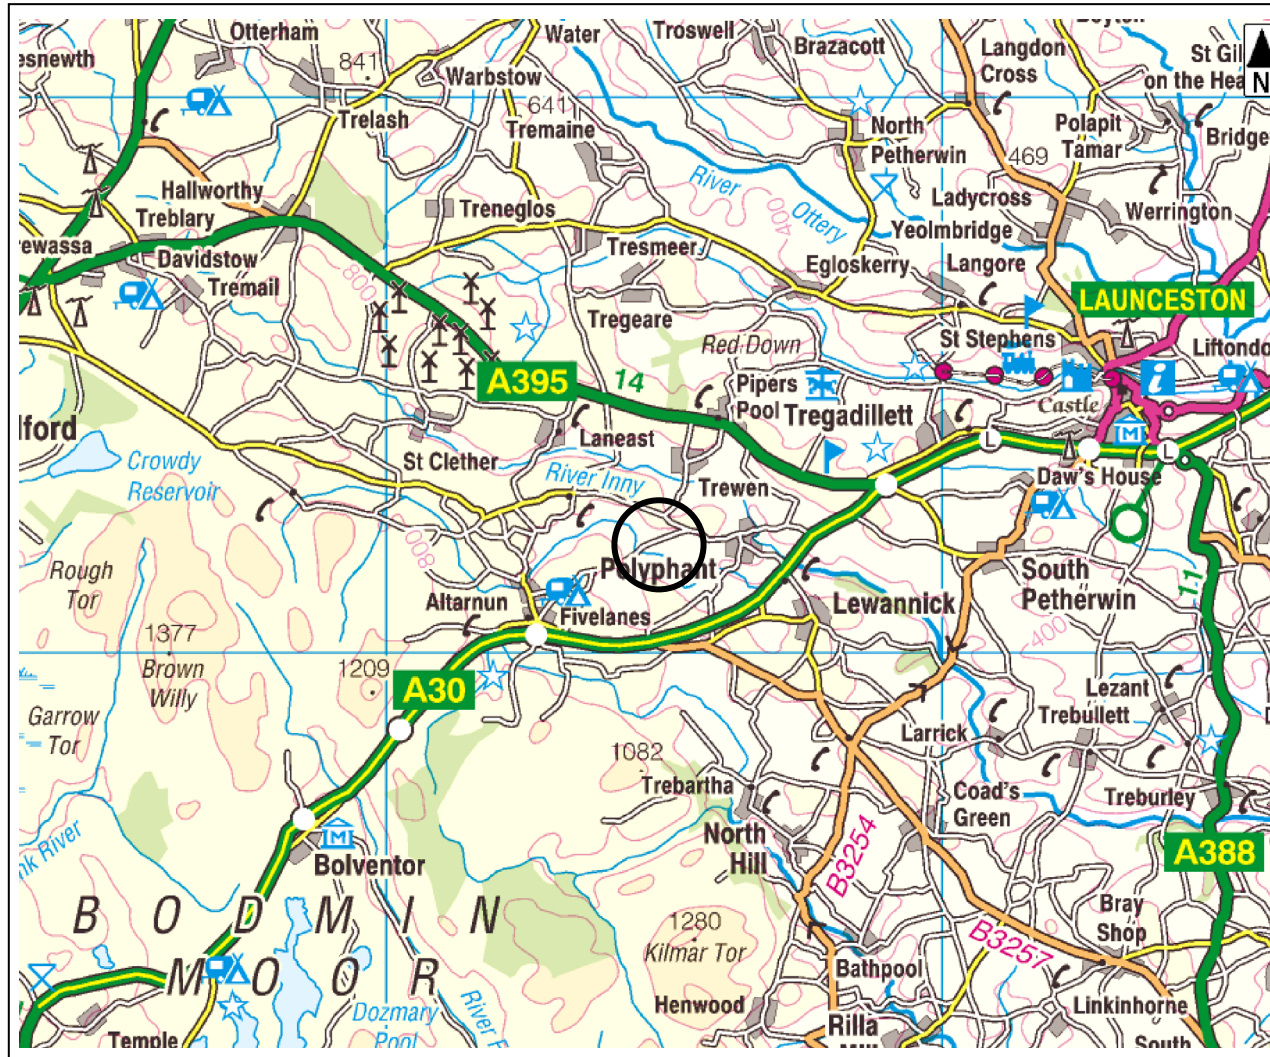 Otterham
Water
Troswell
Brazacott
Langdon
Cross
St Gil
on the Hea
N
esnewth
841
Warbstow
641
Trelash
Tremaine
North
Petherwin
469
Polapit
Tamar
Bridge
Hallworthy
Treblary
Treneglos
River
Ottery
400
Ladycross
Werrington
Yeolmbridge
ewassa
Davidstow
Tremail
800
Tresmeer
Egloskerry
Langore
LAUNCESTON
Tregeare
Red Down
St Stephens
Liftondo
A395
14
Pipers
Pool
Tregadillett
Castle
i
lford
Laneast
L
M
L
Crowdy
Reservoir
St Clether
River Inny
Trewen
Daw's House
800
Rough
Tor
Polyphant
South
Petherwin
11
Altarnun
Fivelanes
Lewannick
400
1377
Brown
Willy
1209
A30
Garrow
Tor
Lezant
Trebullett
Larrick
1082
Trebartha
Coad's
Green
Treburley
nk River
M
Bolventor
North
Hill
B3254
A388
BODMIN
MOOR
1280
Kilmar Tor
Bray
Shop
B3257
Bathpool
Dozmary
Pool
River
Henwood
Rilla
Linkinhorne
Temple
South